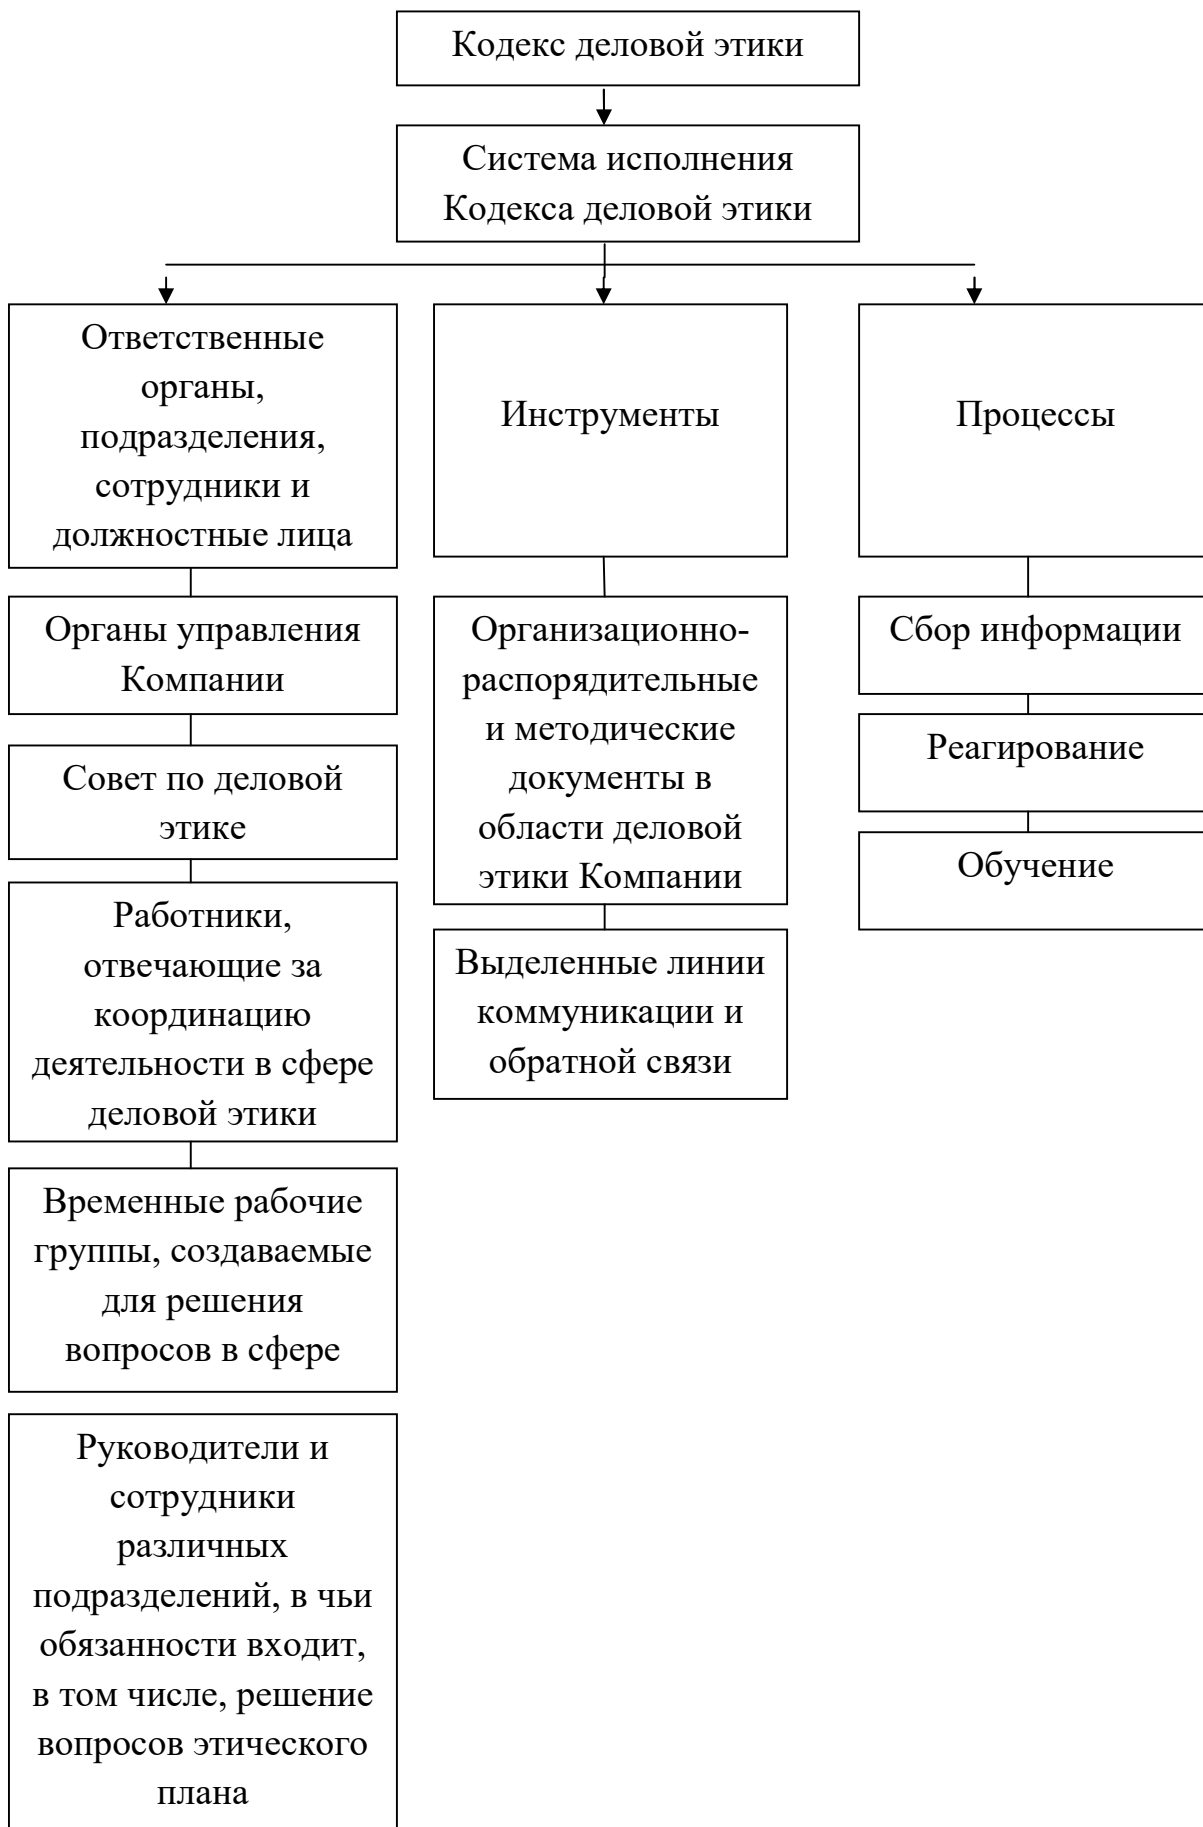 Кодекс деловой этики
Система исполнения
Кодекса деловой этики
Ответственные
органы,
подразделения,
сотрудники и
должностные лица
Инструменты
Процессы
Органы управления
Компании
Совет по деловой
этике
Работники,
отвечающие за
координацию
деятельности в сфере
деловой этики
Временные рабочие
группы, создаваемые
для решения
вопросов в сфере
Руководители и
сотрудники
различных
подразделений, в чьи
обязанности входит,
в том числе, решение
вопросов этического
плана
Организационно-
распорядительные
и методические
документы в
области деловой
этики Компании
Выделенные линии
коммуникации и
обратной связи
Сбор информации
Реагирование
Обучение